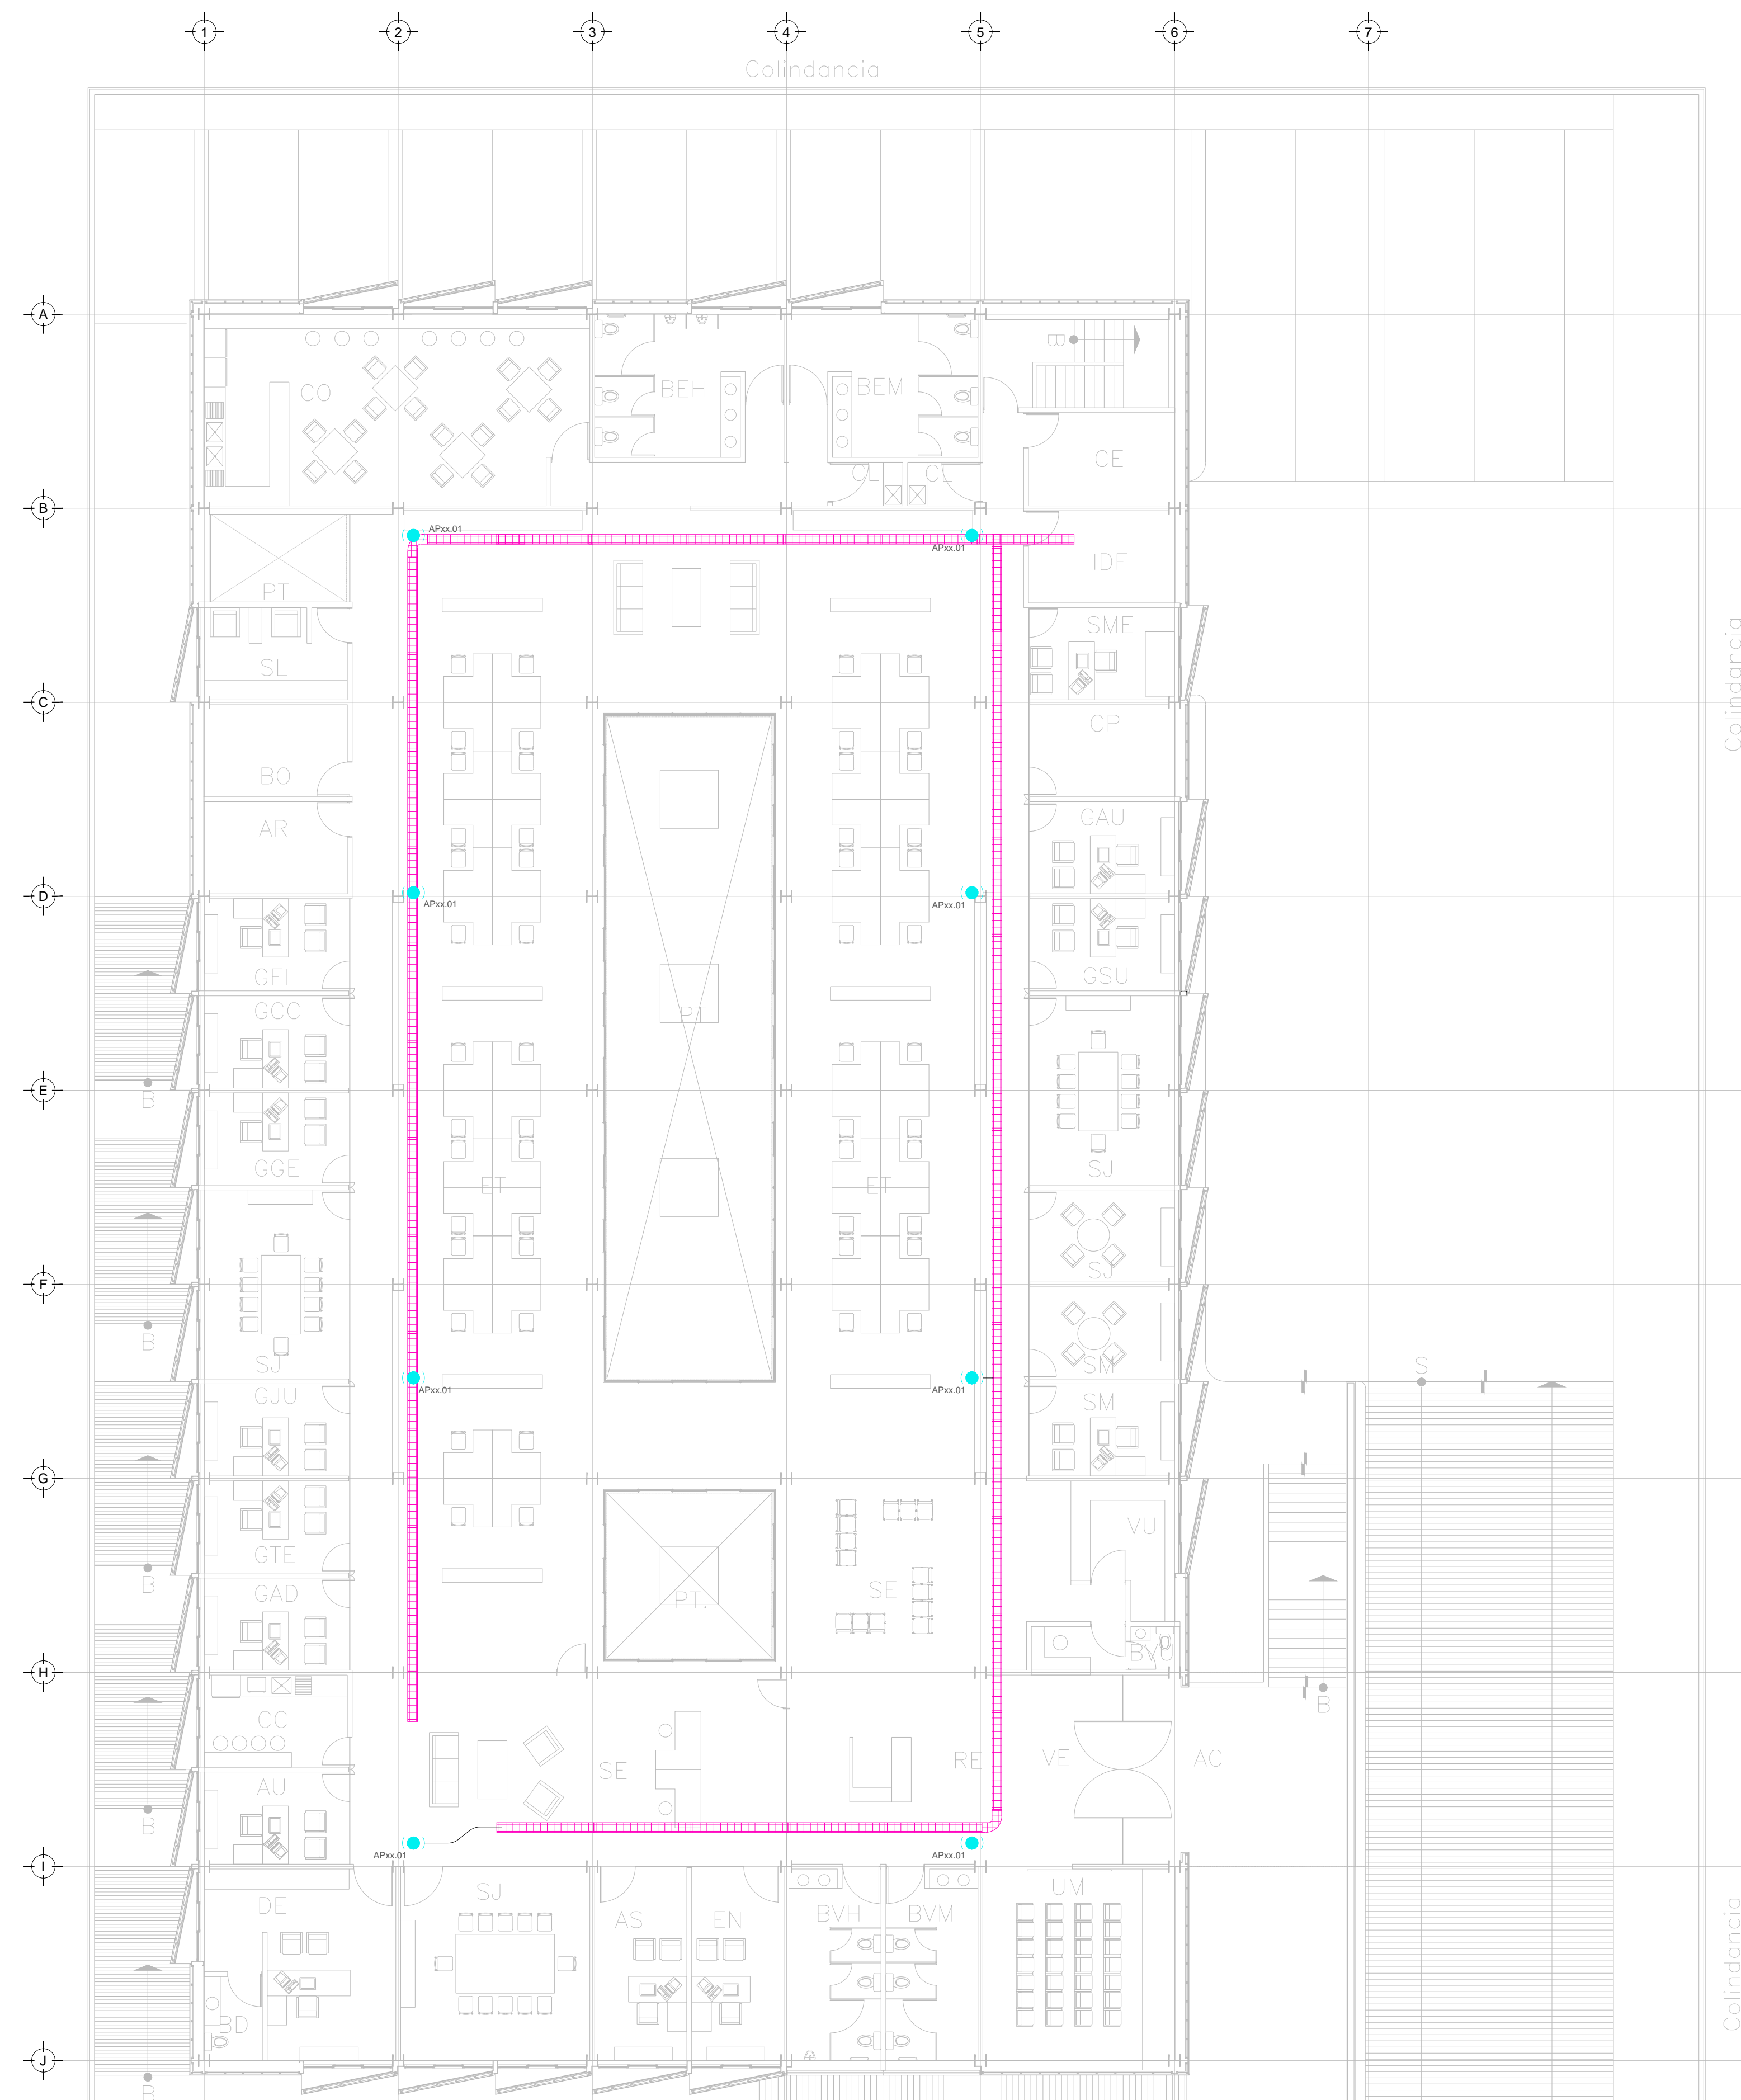 1 2 3 4 5 6 7
Colindancia
A
B
CO BEH BEM
CE
CL CL
B
APxx.01 APxx.01
IDF
PT
SME
SL
Colindancia
C
CP
BO
GAU
AR
D
APxx.01 APxx.01
GFI GSU
GCC
PT
E
B
GGE SJ
ET ET
F
SJ
B
SJ SM
S
APxx.01 APxx.01
GJU SM
G
VU
GTE
B
GAD SE
PT.
BVU
H
B
CC
SE RE VE AC
AU
B
APxx.01 APxx.01
I
DE SJ UM
AS EN BVH BVM
Colindancia
BD
J
B